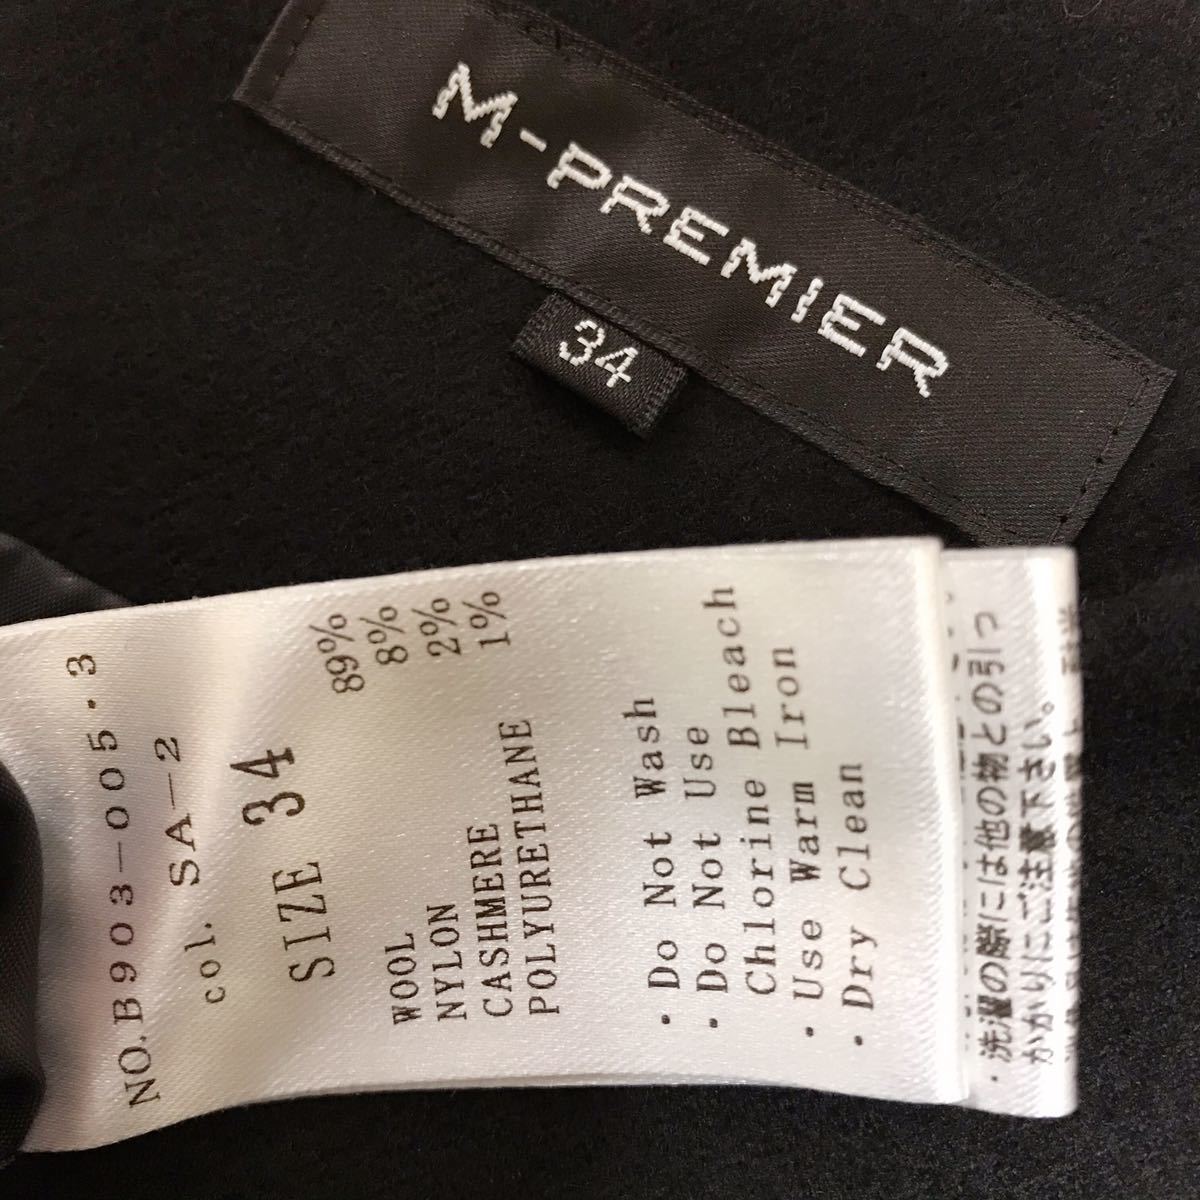 M-PREMIER
34
NO.B903-005.3
col. SA-2
SIZE 34
WOOL 89%
NYLON 8%
CASHMERE 2%
POLYURETHANE 1%
・Do Not Wash
・Do Not Use
Chlorine Bleach
・Use Warm Iron
・Dry Clean
・洗濯の際には他の物との引っ
かかりにご注意下さい。